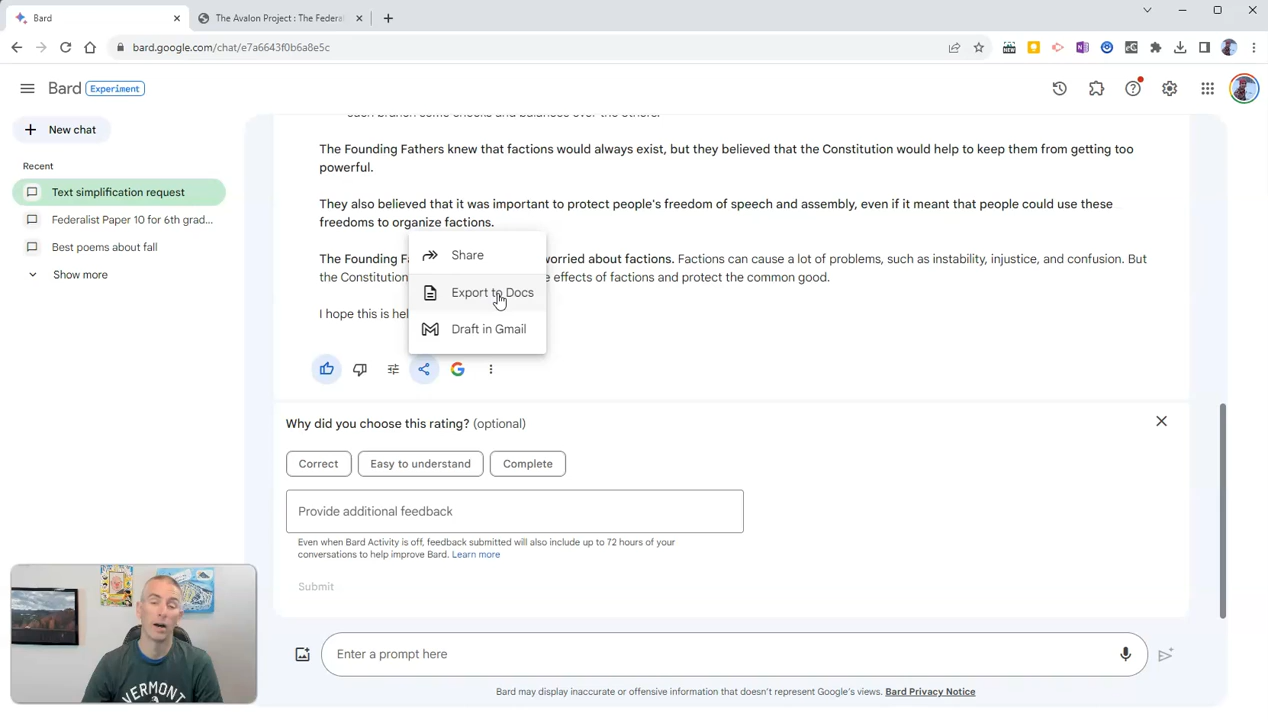 Bard
The Avalon Project : The Federal
bard.google.com/chat/e7a6643f0b6a8e5c
Bard Experiment
New chat
Recent
Text simplification request
Federalist Paper 10 for 6th grad...
Best poems about fall
Show more
The Founding Fathers knew that factions would always exist, but they believed that the Constitution would help to keep them from getting too
powerful.
They also believed that it was important to protect people's freedom of speech and assembly, even if it meant that people could use these
freedoms to organize factions.
The Founding Fa worried about factions. Factions can cause a lot of problems, such as instability, injustice, and confusion. But
the Constitution effects of factions and protect the common good.
I hope this is hel
Share
Export to Docs
Draft in Gmail
Why did you choose this rating? (optional)
Correct
Easy to understand
Complete
Provide additional feedback
Even when Bard Activity is off, feedback submitted will also include up to 72 hours of your
conversations to help improve Bard. Learn more
Submit
Enter a prompt here
Bard may display inaccurate or offensive information that doesn't represent Google's views. Bard Privacy Notice
VERMONT